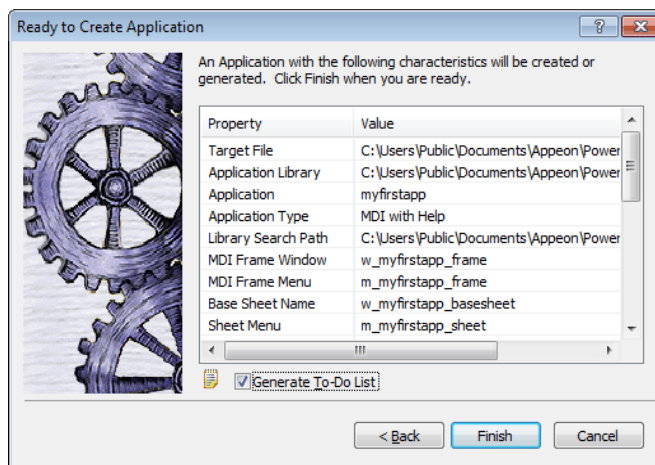 Ready to Create Application
An Application with the following characteristics will be created or
generated. Click Finish when you are ready.
Property Value
Target File C:\Users\Public\Documents\Appeon\Power
Application Library C:\Users\Public\Documents\Appeon\Power
Application myfirstapp
Application Type MDI with Help
Library Search Path C:\Users\Public\Documents\Appeon\Power
MDI Frame Window w_myfirstapp_frame
MDI Frame Menu m_myfirstapp_frame
Base Sheet Name w_myfirstapp_basesheet
Sheet Menu m_myfirstapp_sheet
Generate To-Do List
< Back Finish Cancel